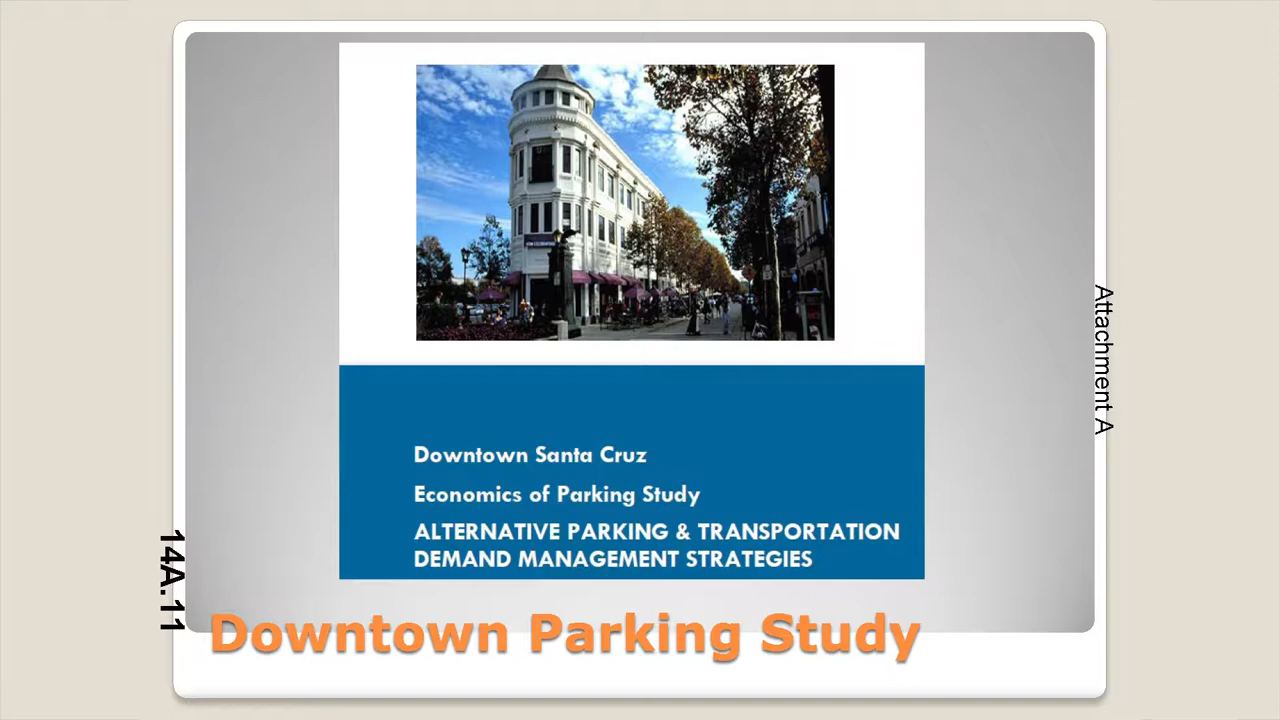 Downtown Santa Cruz
Economics of Parking Study
ALTERNATIVE PARKING & TRANSPORTATION
DEMAND MANAGEMENT STRATEGIES
Downtown Parking Study
Attachment A
14A.11